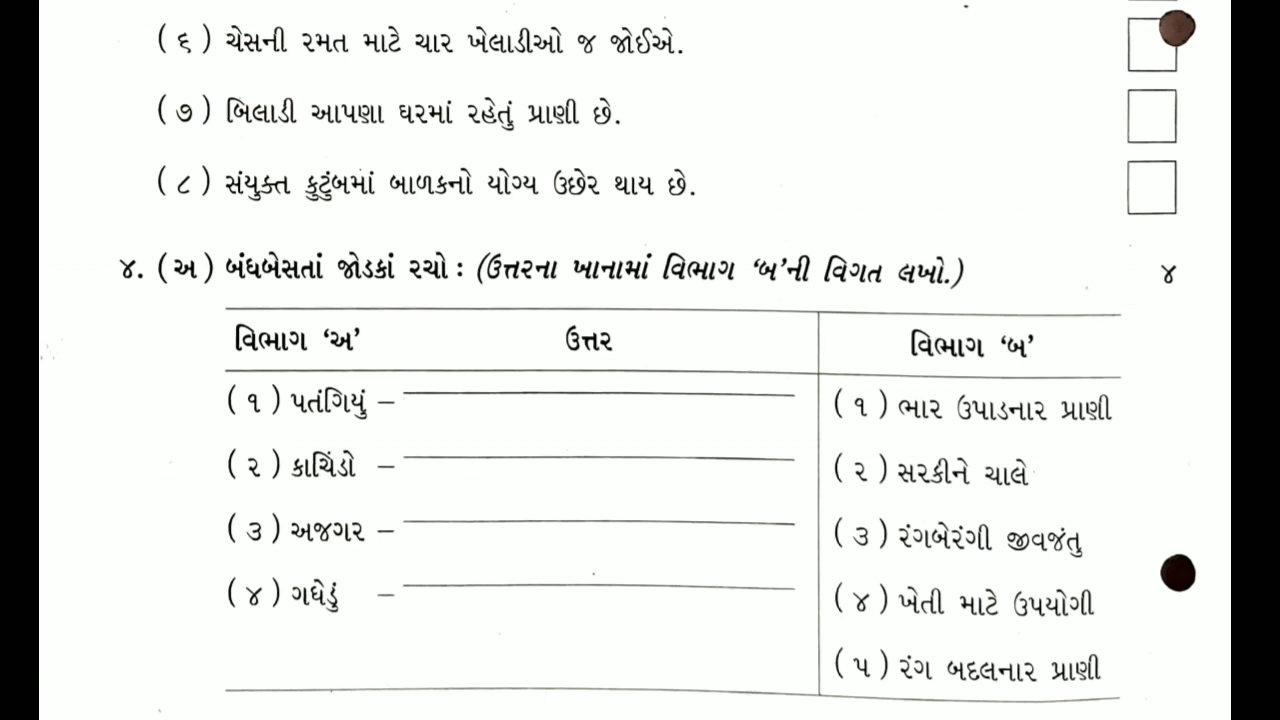 (૬) ચેસની રમત માટે ચાર ખેલાડીઓ જ જોઈએ.
(૭) બિલાડી આપણા ઘરમાં રહેતું પ્રાણી છે.
(૮) સંયુક્ત કુટુંબમાં બાળકનો યોગ્ય ઉછેર થાય છે.
૪. (અ) બંધબેસતાં જોડકાં રચો : (ઉત્તરના ખાનામાં વિભાગ ‘બ’ની વિગત લખો.) ૪
વિભાગ ‘અ’ ઉત્તર વિભાગ ‘બ’
(૧) પતંગિયું – (૧) ભાર ઉપાડનાર પ્રાણી
(૨) કાચિંડો – (૨) સરકીને ચાલે
(૩) અજગર – (૩) રંગબેરંગી જીવજંતુ
(૪) ગધેડું – (૪) ખેતી માટે ઉપયોગી
(૫) રંગ બદલનાર પ્રાણી